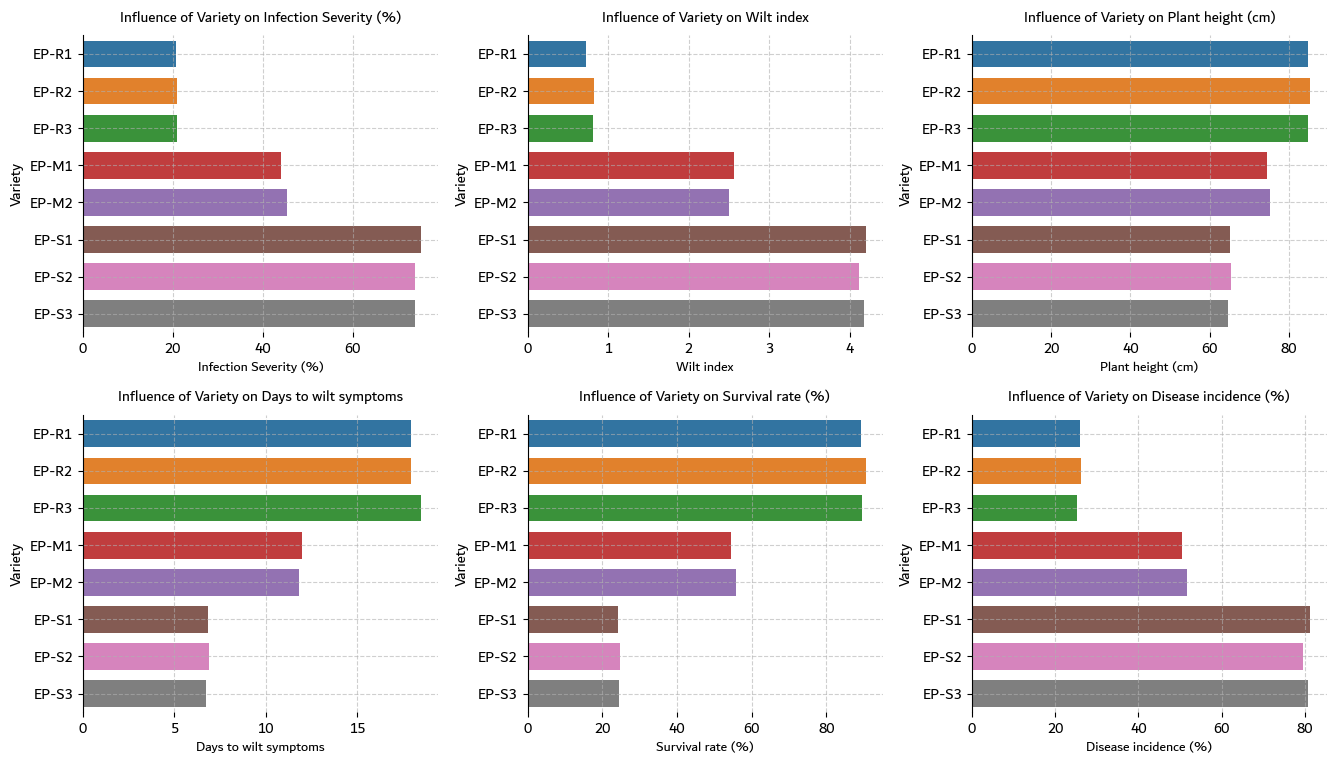 Influence of Variety on Infection Severity (%)
Variety
EP-R1
EP-R2
EP-R3
EP-M1
EP-M2
EP-S1
EP-S2
EP-S3
0 20 40 60
Infection Severity (%)
Influence of Variety on Wilt index
Variety
EP-R1
EP-R2
EP-R3
EP-M1
EP-M2
EP-S1
EP-S2
EP-S3
0 1 2 3 4
Wilt index
Influence of Variety on Plant height (cm)
Variety
EP-R1
EP-R2
EP-R3
EP-M1
EP-M2
EP-S1
EP-S2
EP-S3
0 20 40 60 80
Plant height (cm)
Influence of Variety on Days to wilt symptoms
Variety
EP-R1
EP-R2
EP-R3
EP-M1
EP-M2
EP-S1
EP-S2
EP-S3
0 5 10 15
Days to wilt symptoms
Influence of Variety on Survival rate (%)
Variety
EP-R1
EP-R2
EP-R3
EP-M1
EP-M2
EP-S1
EP-S2
EP-S3
0 20 40 60 80
Survival rate (%)
Influence of Variety on Disease incidence (%)
Variety
EP-R1
EP-R2
EP-R3
EP-M1
EP-M2
EP-S1
EP-S2
EP-S3
0 20 40 60 80
Disease incidence (%)